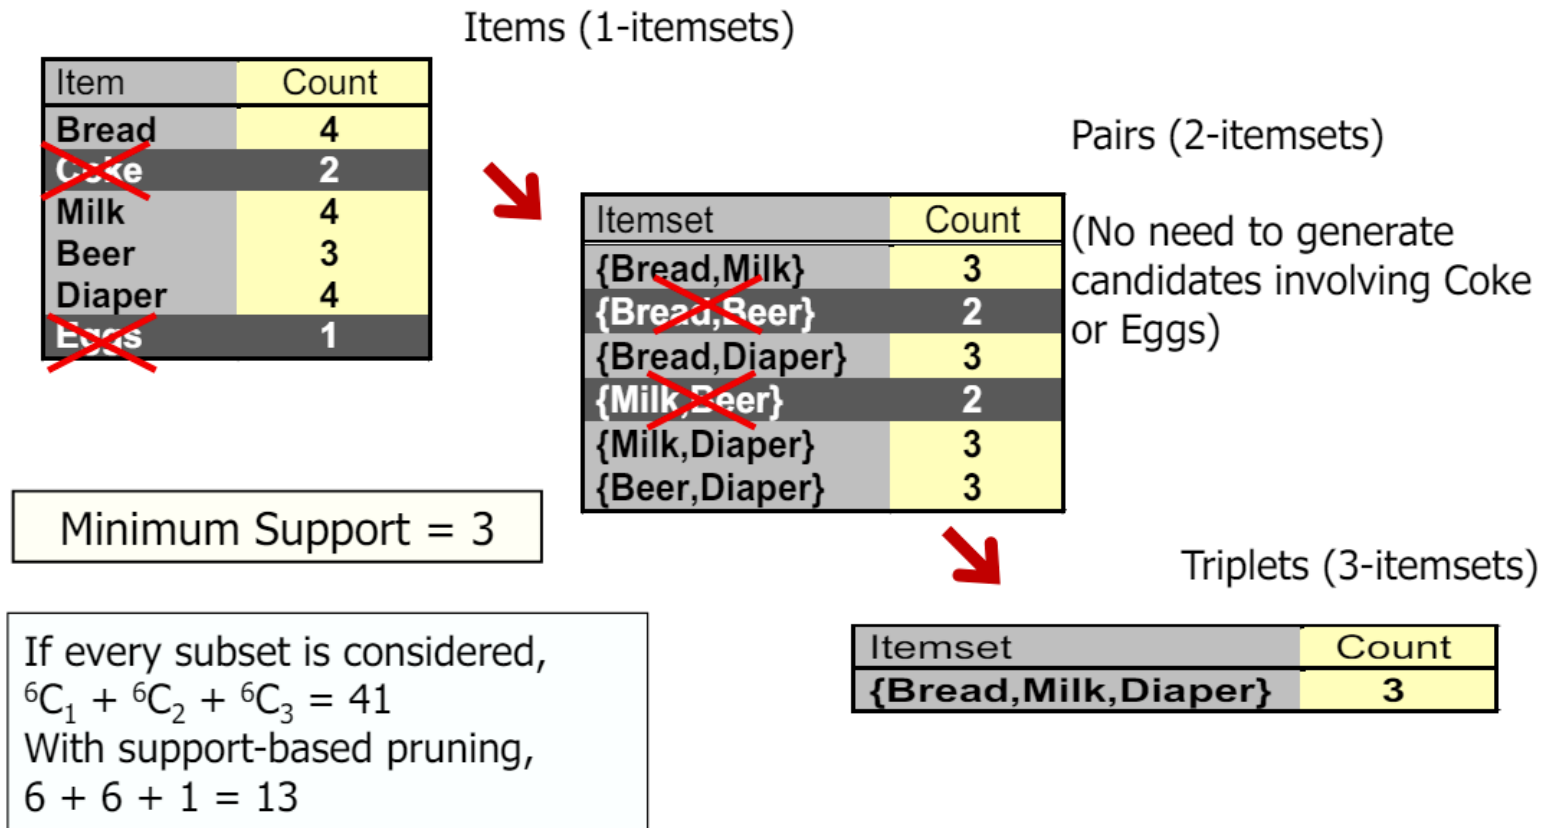 Items (1-itemsets)
Item Count
Bread 4
Coke 2
Milk 4
Beer 3
Diaper 4
Eggs 1
Pairs (2-itemsets)
(No need to generate
candidates involving Coke
or Eggs)
Itemset Count
{Bread,Milk} 3
{Bread,Beer} 2
{Bread,Diaper} 3
{Milk,Beer} 2
{Milk,Diaper} 3
{Beer,Diaper} 3
Minimum Support = 3
Triplets (3-itemsets)
Itemset Count
{Bread,Milk,Diaper} 3
If every subset is considered,
⁶C₁ + ⁶C₂ + ⁶C₃ = 41
With support-based pruning,
6 + 6 + 1 = 13